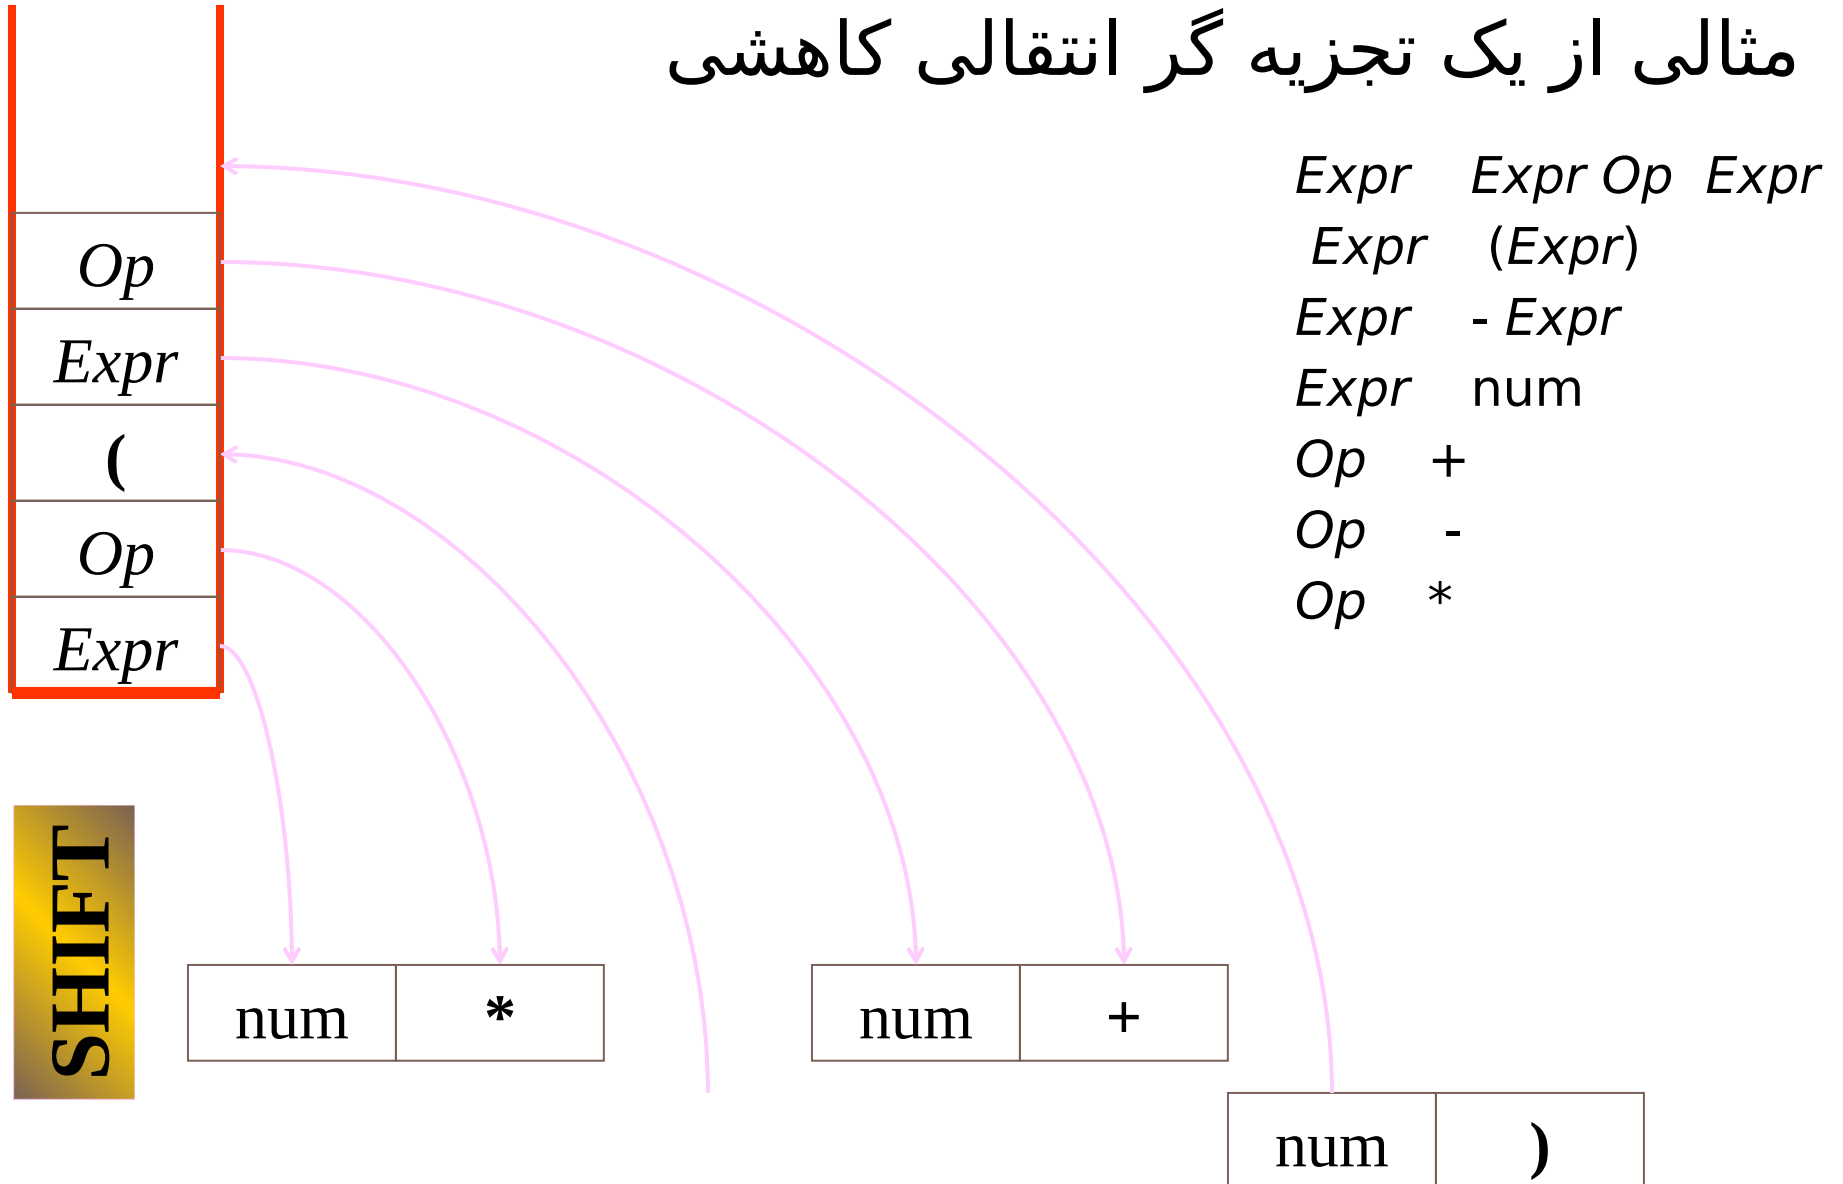 مثالی از یک تجزیه گر انتقالی کاهشی
Expr Expr Op Expr
Expr (Expr)
Expr - Expr
Expr num
Op +
Op -
Op *
Op
Expr
(
Op
Expr
SHIFT
num *
num +
num )